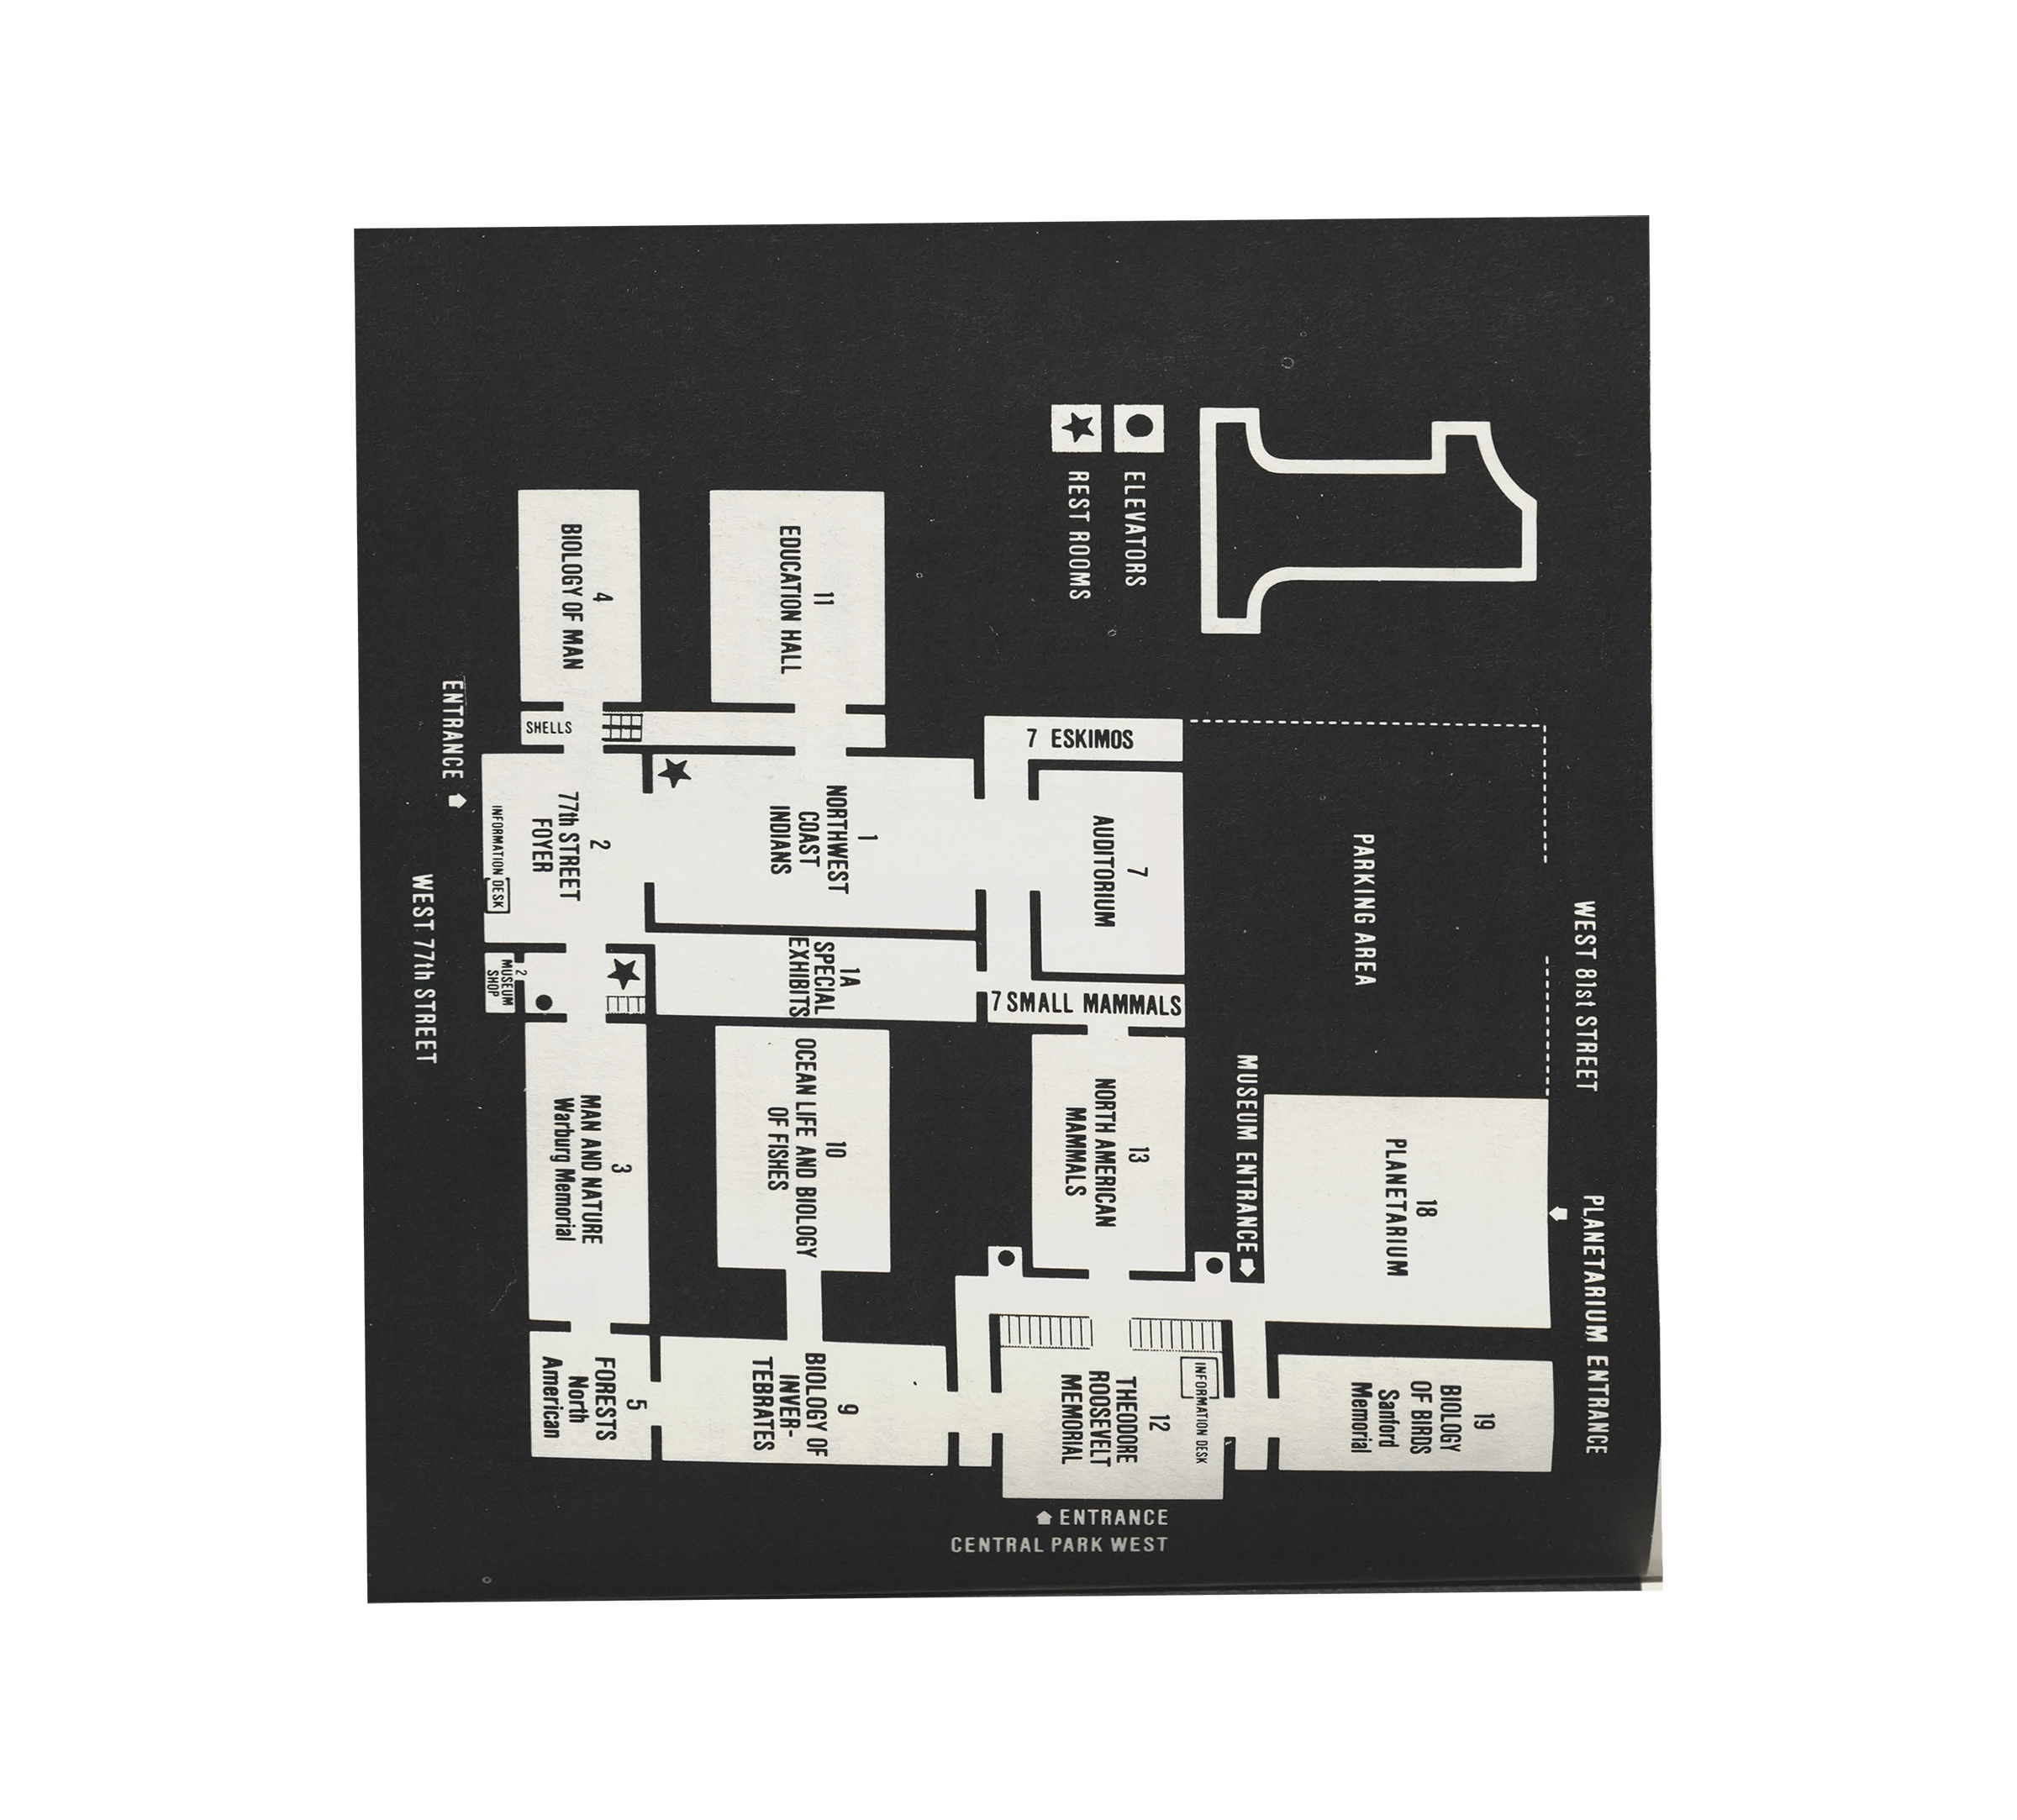 1
ELEVATORS
REST ROOMS
WEST 81st STREET
PLANETARIUM ENTRANCE
PARKING AREA
18
PLANETARIUM
19
BIOLOGY
OF BIRDS
Sanford
Memorial
MUSEUM ENTRANCE
7 ESKIMOS
7
AUDITORIUM
7 SMALL MAMMALS
13
NORTH AMERICAN
MAMMALS
INFORMATION DESK
12
THEODORE
ROOSEVELT
MEMORIAL
ENTRANCE
CENTRAL PARK WEST
11
EDUCATION HALL
1
NORTHWEST
COAST
INDIANS
1A
SPECIAL
EXHIBITS
10
OCEAN LIFE AND BIOLOGY
OF FISHES
9
BIOLOGY OF
INVER-
TEBRATES
4
BIOLOGY OF MAN
SHELLS
2
77th STREET
FOYER
INFORMATION DESK
2
MUSEUM
SHOP
3
MAN AND NATURE
Warburg Memorial
5
FORESTS
North
American
ENTRANCE
WEST 77th STREET